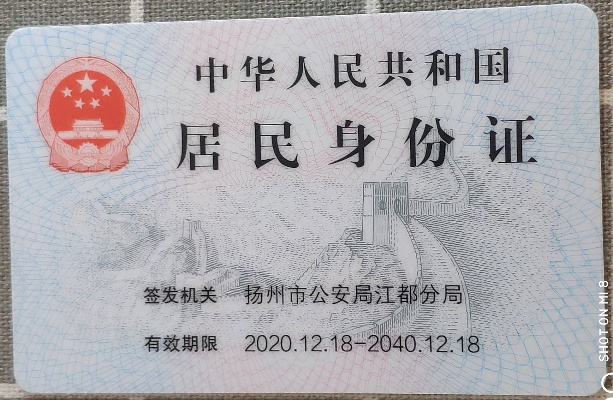 中华人民共和国
居民身份证
签发机关 扬州市公安局江都分局
有效期限 2020.12.18-2040.12.18
SHOT ON MI 8